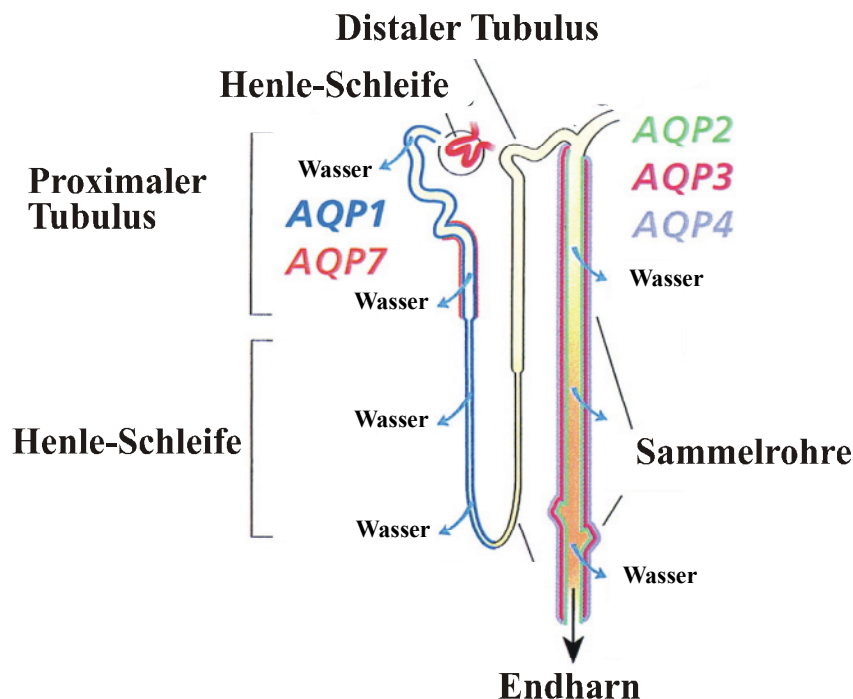 Distaler Tubulus
Henle-Schleife
AQP2
Wasser
AQP3
Proximaler
Tubulus
AQP1
AQP4
AQP7
Wasser
Wasser
Wasser
Henle-Schleife
Sammelrohre
Wasser
Wasser
Endharn